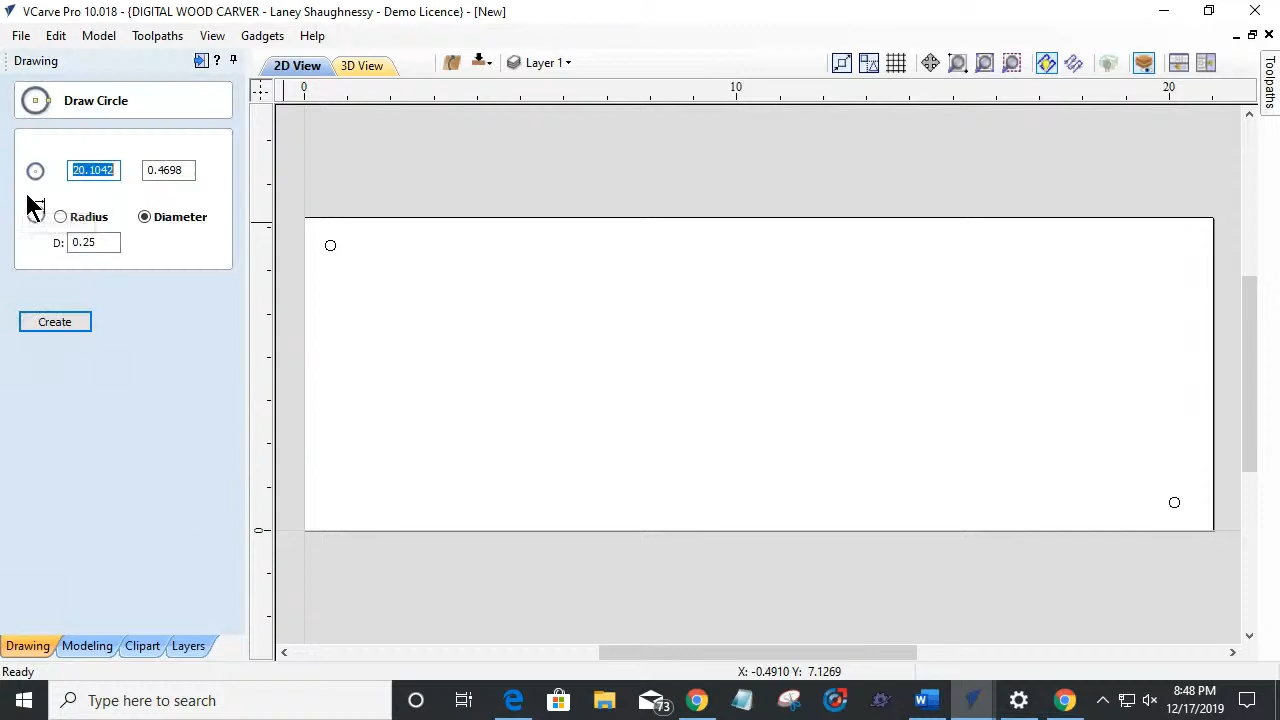 VCarve Pro 10.018 - {DIGITAL WOOD CARVER - Laney Shaughnessy - Demo Licence} - [New]
File Edit Model Toolpaths View Gadgets Help
Drawing
2D View 3D View Layer 1
Draw Circle
20.1042 0.4698
Radius Diameter
D: 0.25
Create
0 10 20
0
Toolpaths
Drawing Modeling Clipart Layers
Ready X: -0.4910 Y: 7.1269
Type here to search
73
8:48 PM
12/17/2019